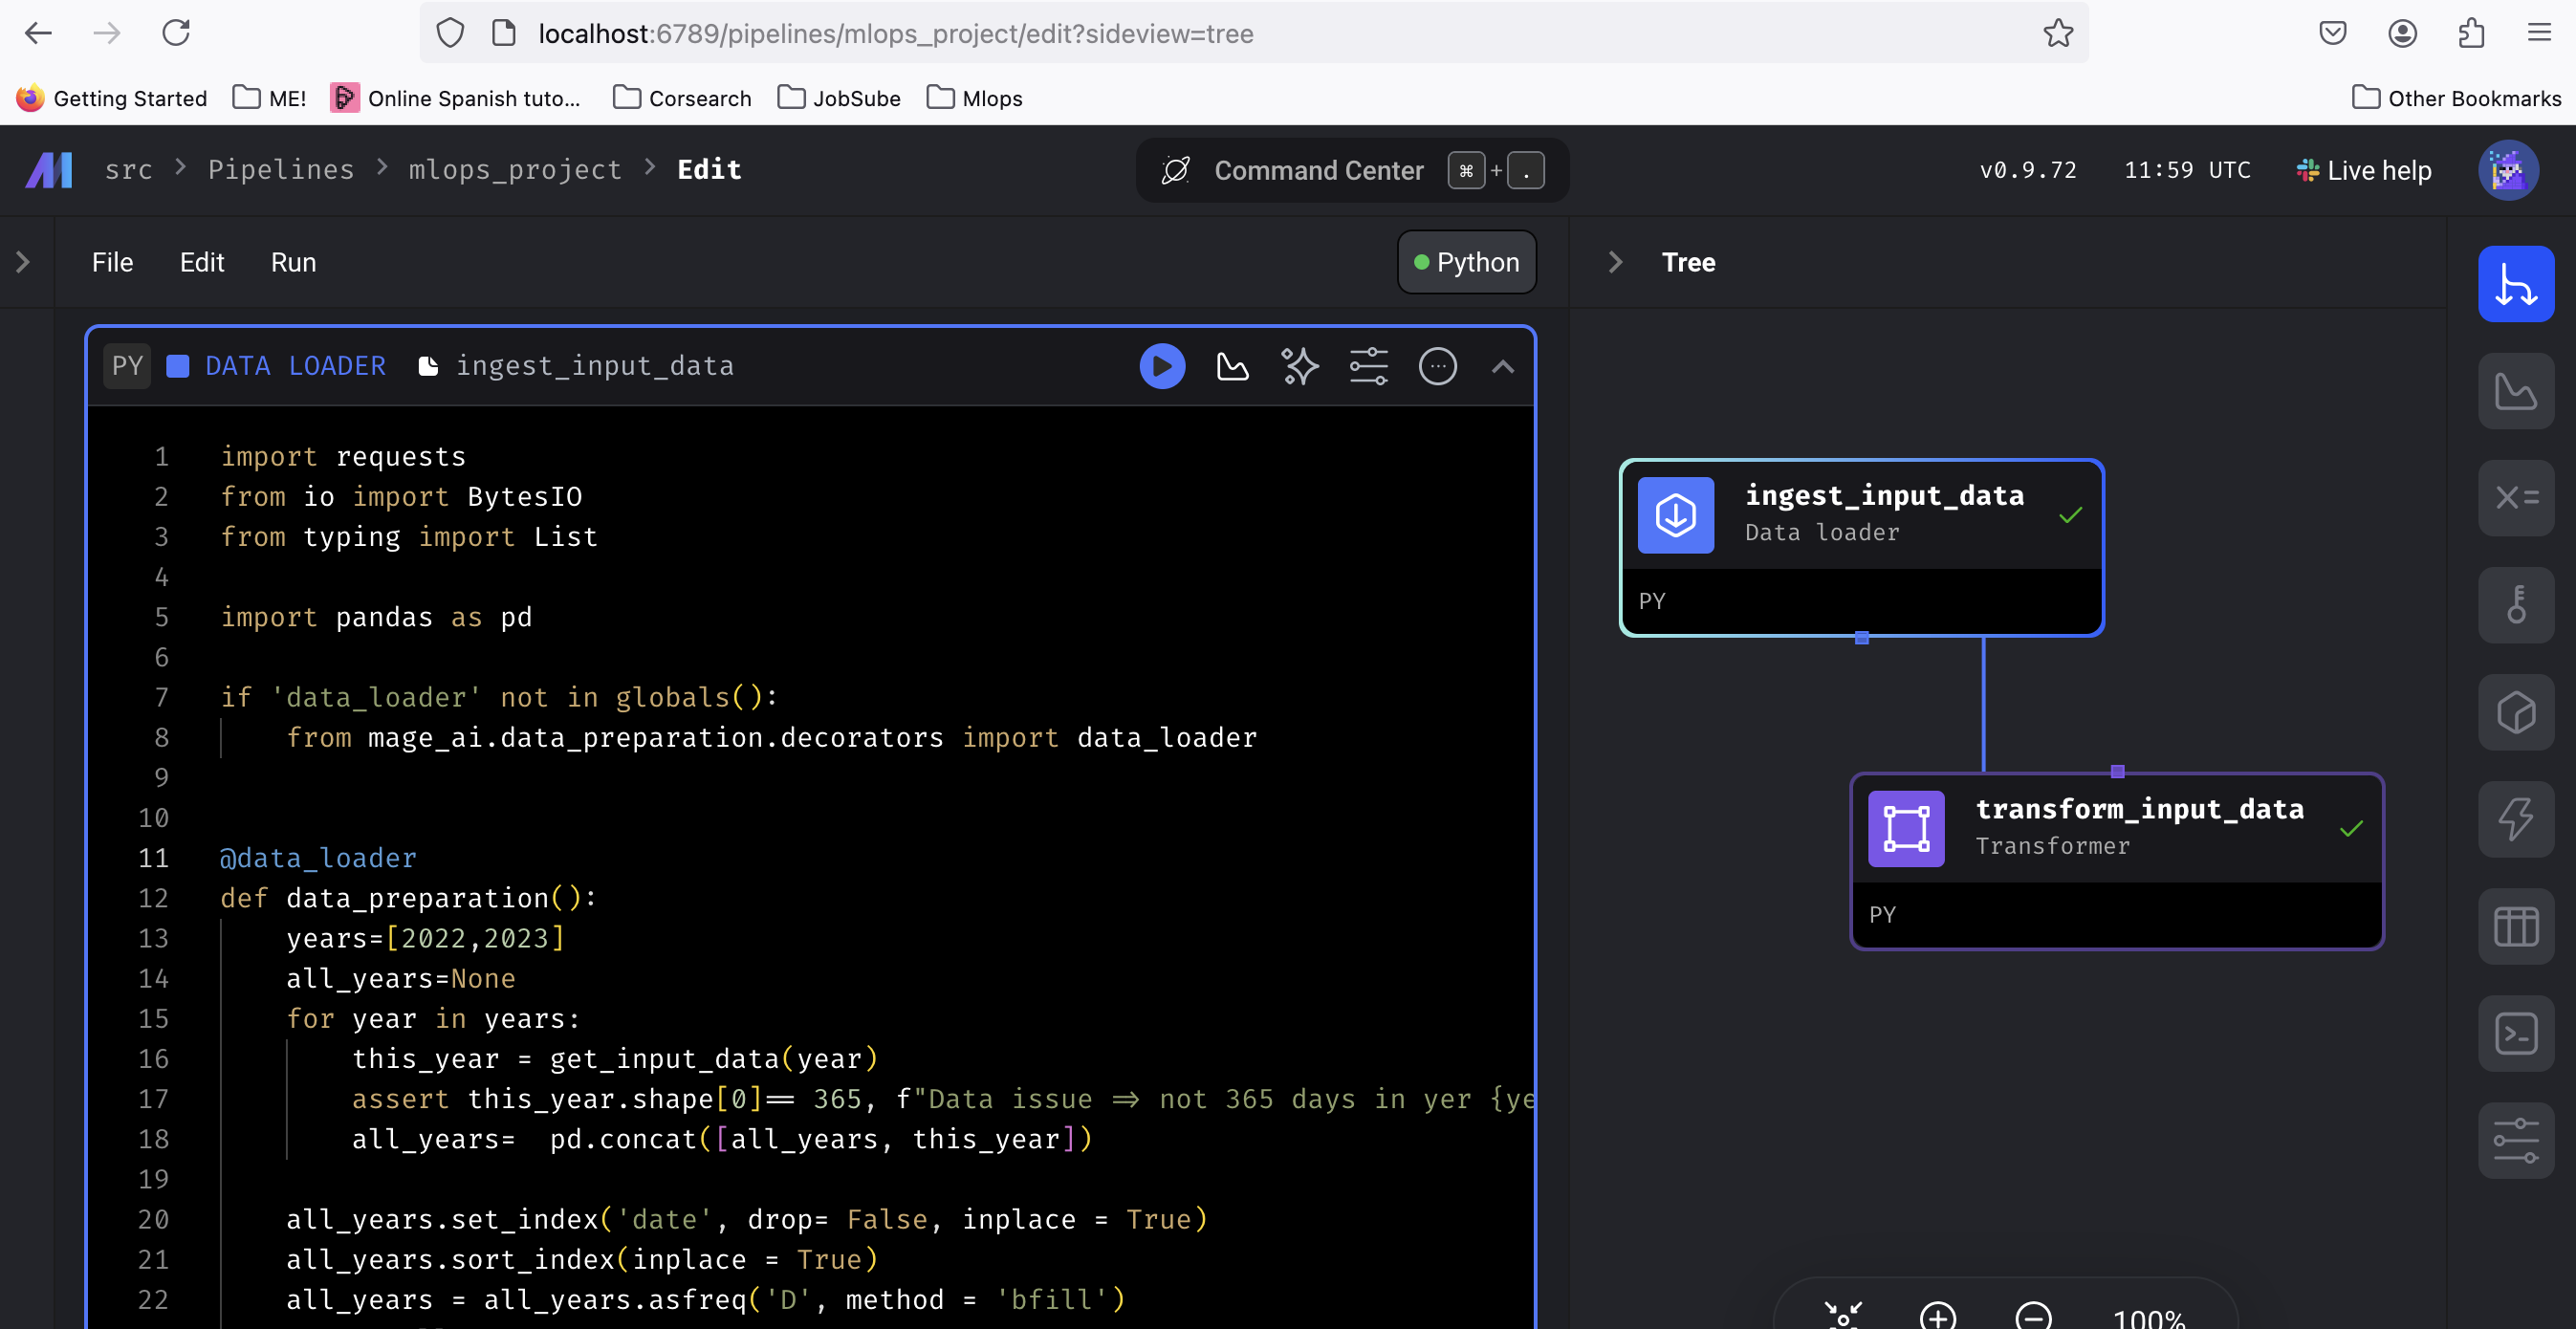 localhost:6789/pipelines/mlops_project/edit?sideview=tree
Getting Started ME! Online Spanish tuto... Corsearch JobSube Mlops Other Bookmarks
src > Pipelines > mlops_project > Edit Command Center ⌘ + . v0.9.72 11:59 UTC Live help
File Edit Run Python Tree
PY DATA LOADER ingest_input_data
1 import requests
2 from io import BytesIO
3 from typing import List
4
5 import pandas as pd
6
7 if 'data_loader' not in globals():
8 from mage_ai.data_preparation.decorators import data_loader
9
10
11 @data_loader
12 def data_preparation():
13 years=[2022,2023]
14 all_years=None
15 for year in years:
16 this_year = get_input_data(year)
17 assert this_year.shape[0]== 365, f"Data issue => not 365 days in yer {ye
18 all_years= pd.concat([all_years, this_year])
19
20 all_years.set_index('date', drop= False, inplace = True)
21 all_years.sort_index(inplace = True)
22 all_years = all_years.asfreq('D', method = 'bfill')
ingest_input_data
Data loader
PY
transform_input_data
Transformer
PY
100%